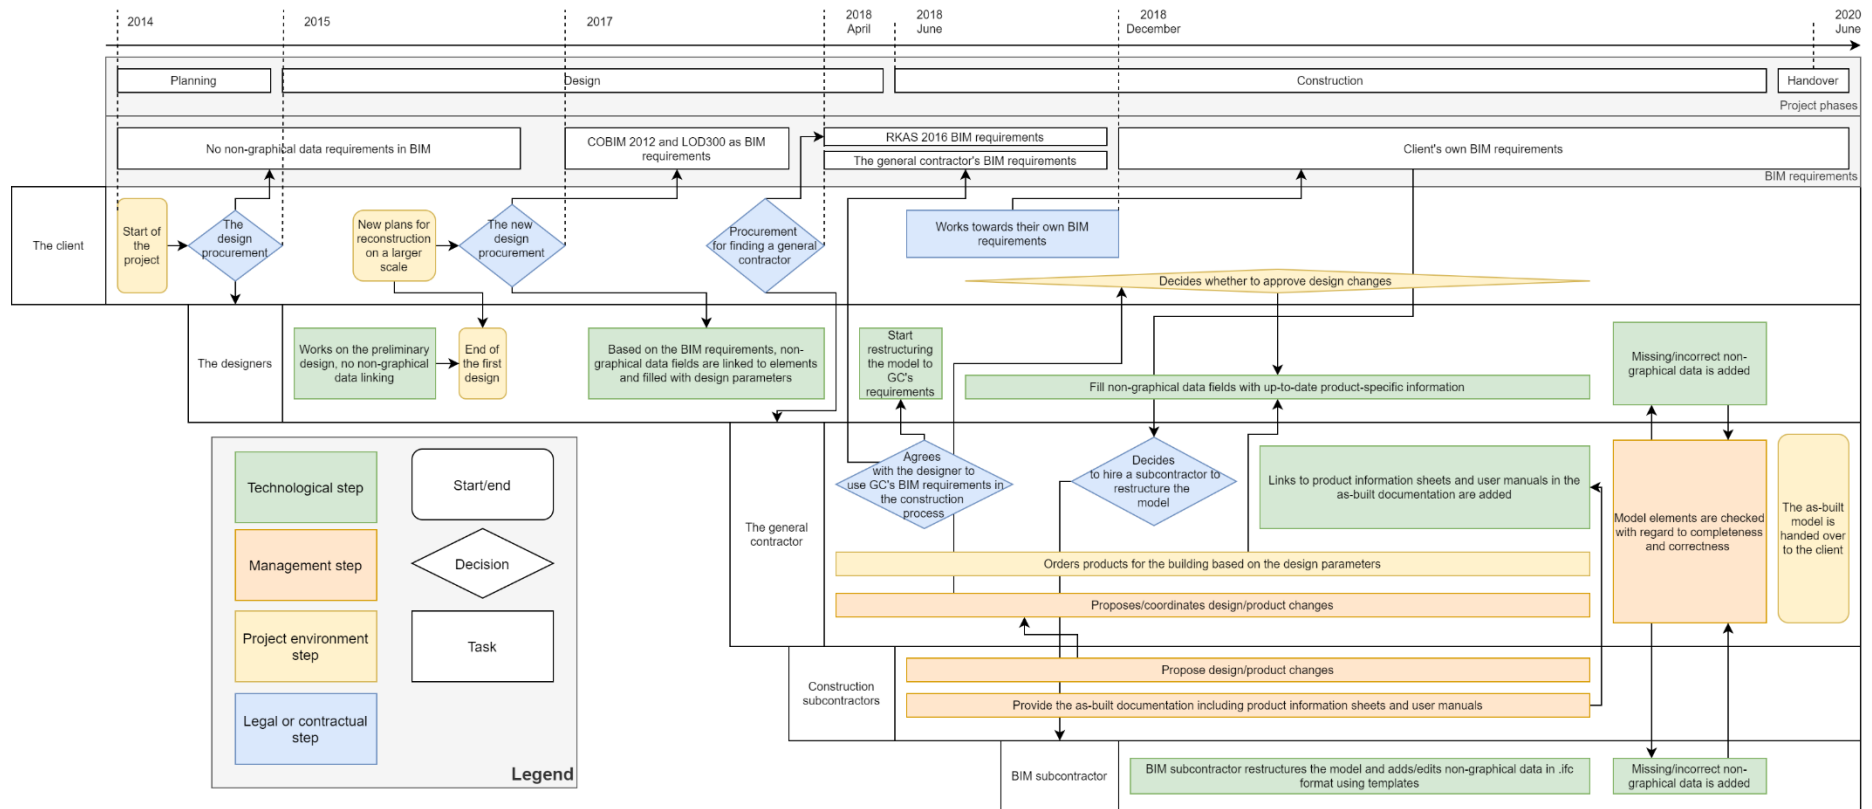 2014
2015
2017
2018
April
2018
June
2018
December
2020
June
Planning
Design
Construction
Handover
Project phases
No non-graphical data requirements in BIM
COBIM 2012 and LOD300 as BIM
requirements
RKAS 2016 BIM requirements
The general contractor's BIM requirements
Client's own BIM requirements
BIM requirements
The client
Start of
the
project
The
design
procurement
New plans for
reconstruction
on a larger
scale
The new
design
procurement
Procurement
for finding a general
contractor
Works towards their own BIM
requirements
Decides whether to approve design changes
The designers
Works on the preliminary
design, no non-graphical
data linking
End of
the first
design
Based on the BIM requirements, non-
graphical data fields are linked to elements
and filled with design parameters
Start
restructuring
the model to
GC's
requirements
Fill non-graphical data fields with up-to-date product-specific information
Missing/incorrect non-
graphical data is added
The general
contractor
Agrees
with the designer to
use GC's BIM requirements in
the construction
process
Decides
to hire a subcontractor to
restructure the
model
Links to product information sheets and user manuals in the
as-built documentation are added
Model elements are checked
with regard to completeness
and correctness
The as-built
model is
handed over
to the client
Orders products for the building based on the design parameters
Proposes/coordinates design/product changes
Construction
subcontractors
Propose design/product changes
Provide the as-built documentation including product information sheets and user manuals
BIM subcontractor
BIM subcontractor restructures the model and adds/edits non-graphical data in .ifc
format using templates
Missing/incorrect non-
graphical data is added
Technological step
Start/end
Management step
Decision
Project environment
step
Task
Legal or contractual
step
Legend